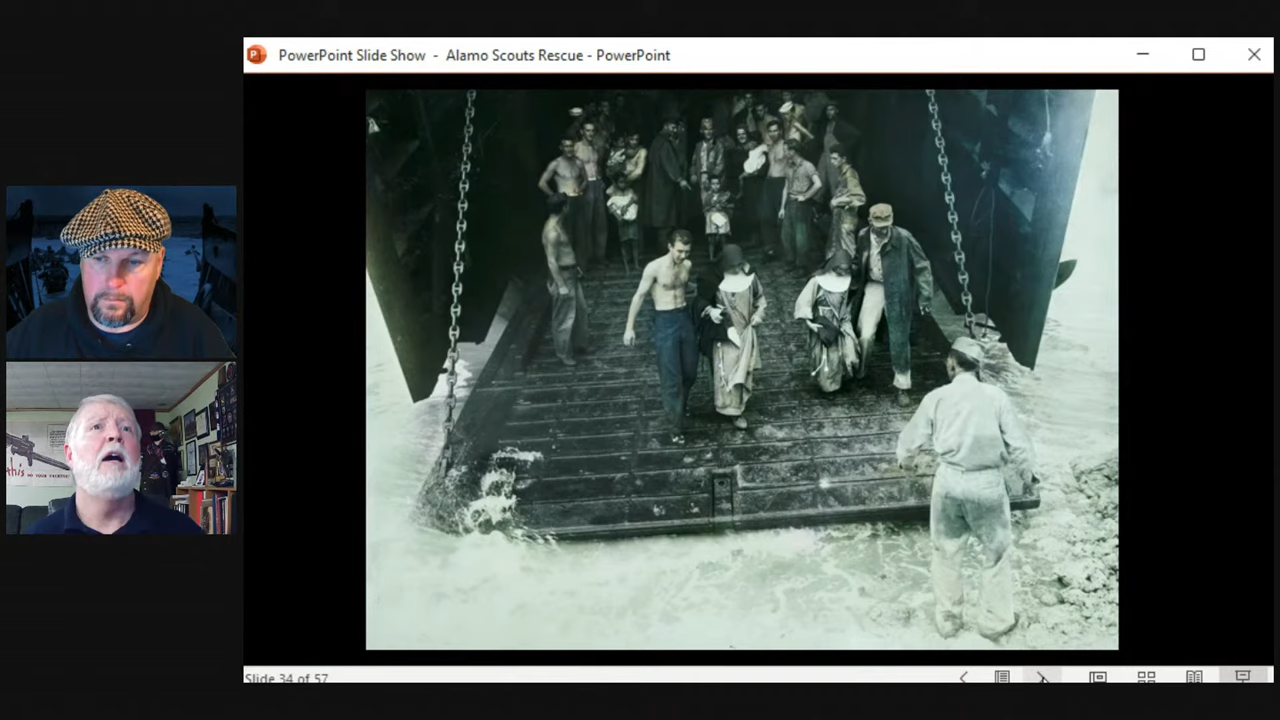 PowerPoint Slide Show - Alamo Scouts Rescue - PowerPoint
this
Slide 34 of 57